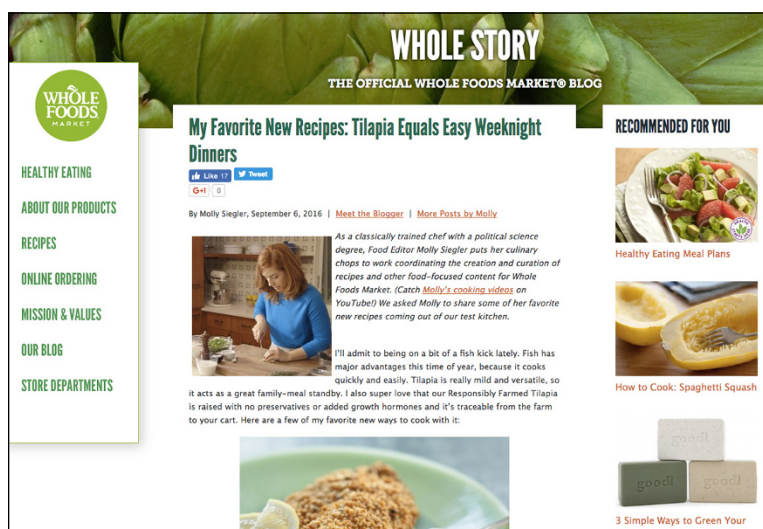 WHOLE STORY
THE OFFICIAL WHOLE FOODS MARKET® BLOG
WHOLE
FOODS
MARKET
HEALTHY EATING
ABOUT OUR PRODUCTS
RECIPES
ONLINE ORDERING
MISSION & VALUES
OUR BLOG
STORE DEPARTMENTS
My Favorite New Recipes: Tilapia Equals Easy Weeknight
Dinners
Like 17 Tweet
G+1 0
By Molly Siegler, September 6, 2016 | Meet the Blogger | More Posts by Molly
As a classically trained chef with a political science
degree, Food Editor Molly Siegler puts her culinary
chops to work coordinating the creation and curation of
recipes and other food-focused content for Whole
Foods Market. (Catch Molly's cooking videos on
YouTube!) We asked Molly to share some of her favorite
new recipes coming out of our test kitchen.
I'll admit to being on a bit of a fish kick lately. Fish has
major advantages this time of year, because it cooks
quickly and easily. Tilapia is really mild and versatile, so
it acts as a great family-meal standby. I also super love that our Responsibly Farmed Tilapia
is raised with no preservatives or added growth hormones and it's traceable from the farm
to your cart. Here are a few of my favorite new ways to cook with it:
RECOMMENDED FOR YOU
Healthy Eating Meal Plans
How to Cook: Spaghetti Squash
good!
good!
good!
3 Simple Ways to Green Your